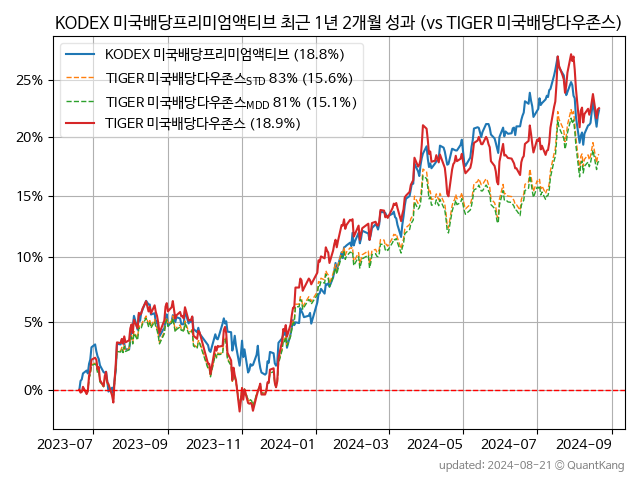 KODEX 미국배당프리미엄액티브 최근 1년 2개월 성과 (vs TIGER 미국배당다우존스)
KODEX 미국배당프리미엄액티브 (18.8%)
TIGER 미국배당다우존스STD 83% (15.6%)
TIGER 미국배당다우존스MDD 81% (15.1%)
TIGER 미국배당다우존스 (18.9%)
25%
20%
15%
10%
5%
0%
2023-07 2023-09 2023-11 2024-01 2024-03 2024-05 2024-07 2024-09
updated: 2024-08-21 © QuantKang